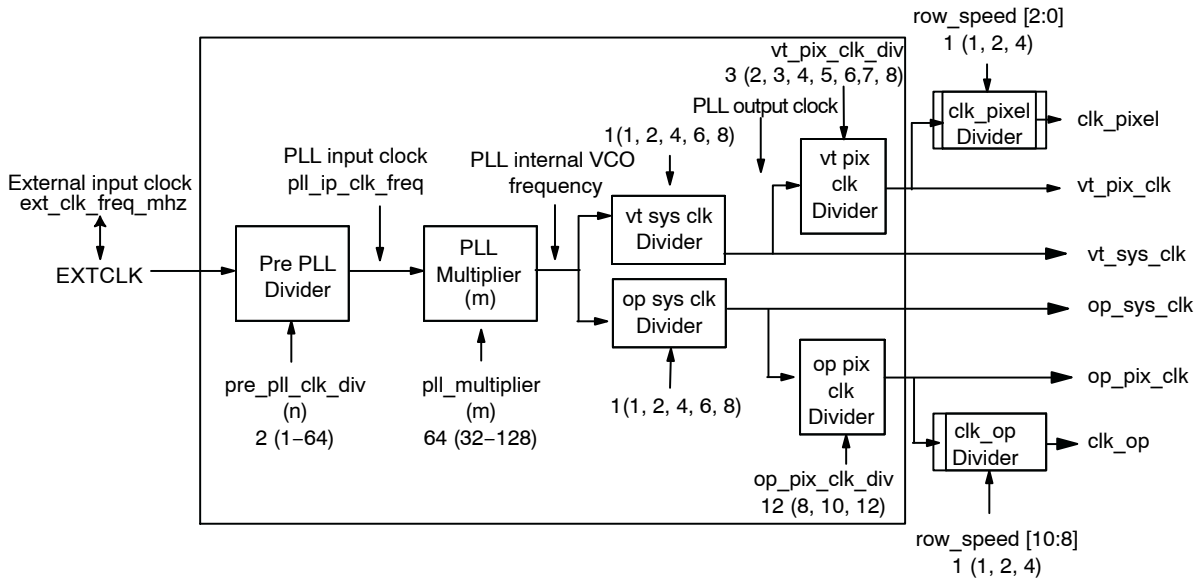 row_speed [2:0]
1 (1, 2, 4)
vt_pix_clk_div
3 (2, 3, 4, 5, 6,7, 8)
PLL output clock
clk_pixel
Divider
clk_pixel
1(1, 2, 4, 6, 8)
PLL input clock
pll_ip_clk_freq
PLL internal VCO
frequency
vt pix
clk
Divider
External input clock
ext_clk_freq_mhz
vt_pix_clk
vt sys clk
Divider
vt_sys_clk
EXTCLK
Pre PLL
Divider
PLL
Multiplier
(m)
op sys clk
Divider
op_sys_clk
op pix
clk
Divider
op_pix_clk
pre_pll_clk_div
(n)
2 (1−64)
pll_multiplier
(m)
64 (32−128)
1(1, 2, 4, 6, 8)
clk_op
Divider
clk_op
op_pix_clk_div
12 (8, 10, 12)
row_speed [10:8]
1 (1, 2, 4)